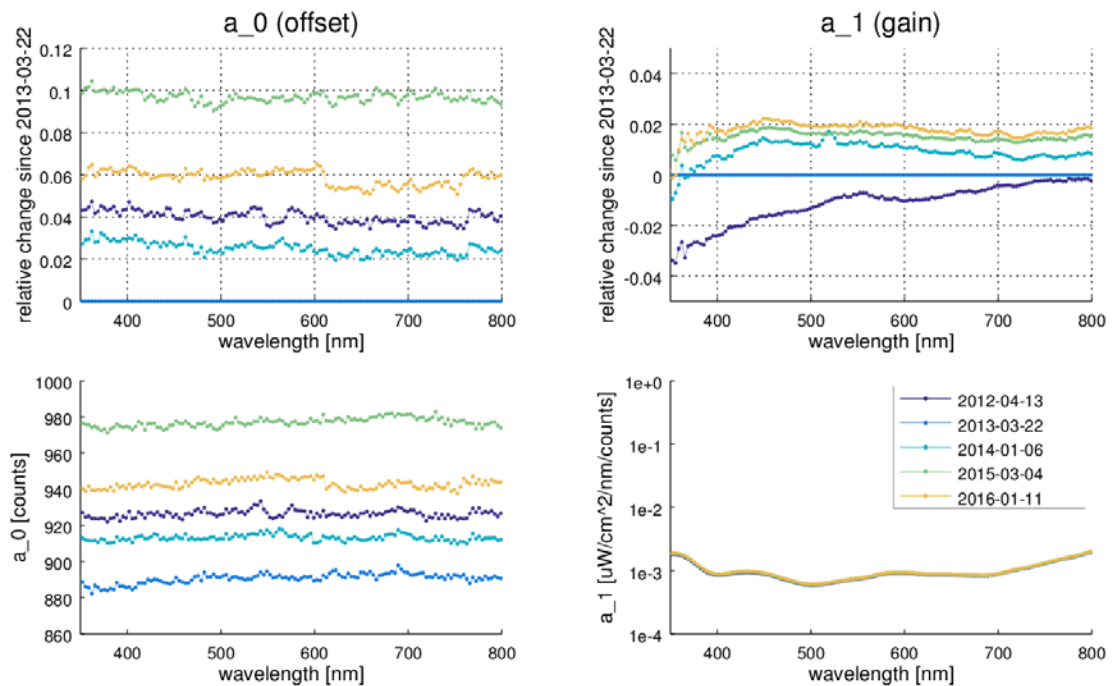 a_0 (offset)
relative change since 2013-03-22
0.12
0.1
0.08
0.06
0.04
0.02
0
400 500 600 700 800
wavelength [nm]
a_1 (gain)
relative change since 2013-03-22
0.04
0.02
0
-0.02
-0.04
400 500 600 700 800
wavelength [nm]
a_0 [counts]
1000
980
960
940
920
900
880
860
400 500 600 700 800
wavelength [nm]
a_1 [uW/cm^2/nm/counts]
1e+0
1e-1
1e-2
1e-3
1e-4
2012-04-13
2013-03-22
2014-01-06
2015-03-04
2016-01-11
400 500 600 700 800
wavelength [nm]